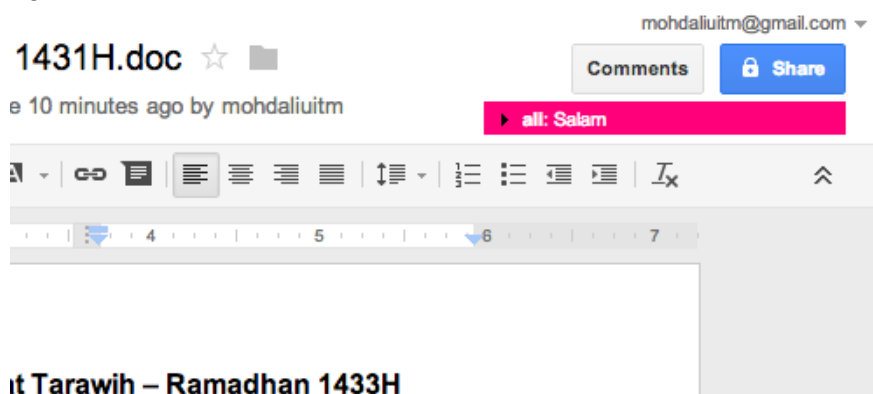 mohdaliuitm@gmail.com
1431H.doc
Comments
Share
10 minutes ago by mohdaliuitm
all: Salam
4 5 6 7
Tarawih – Ramadhan 1433H